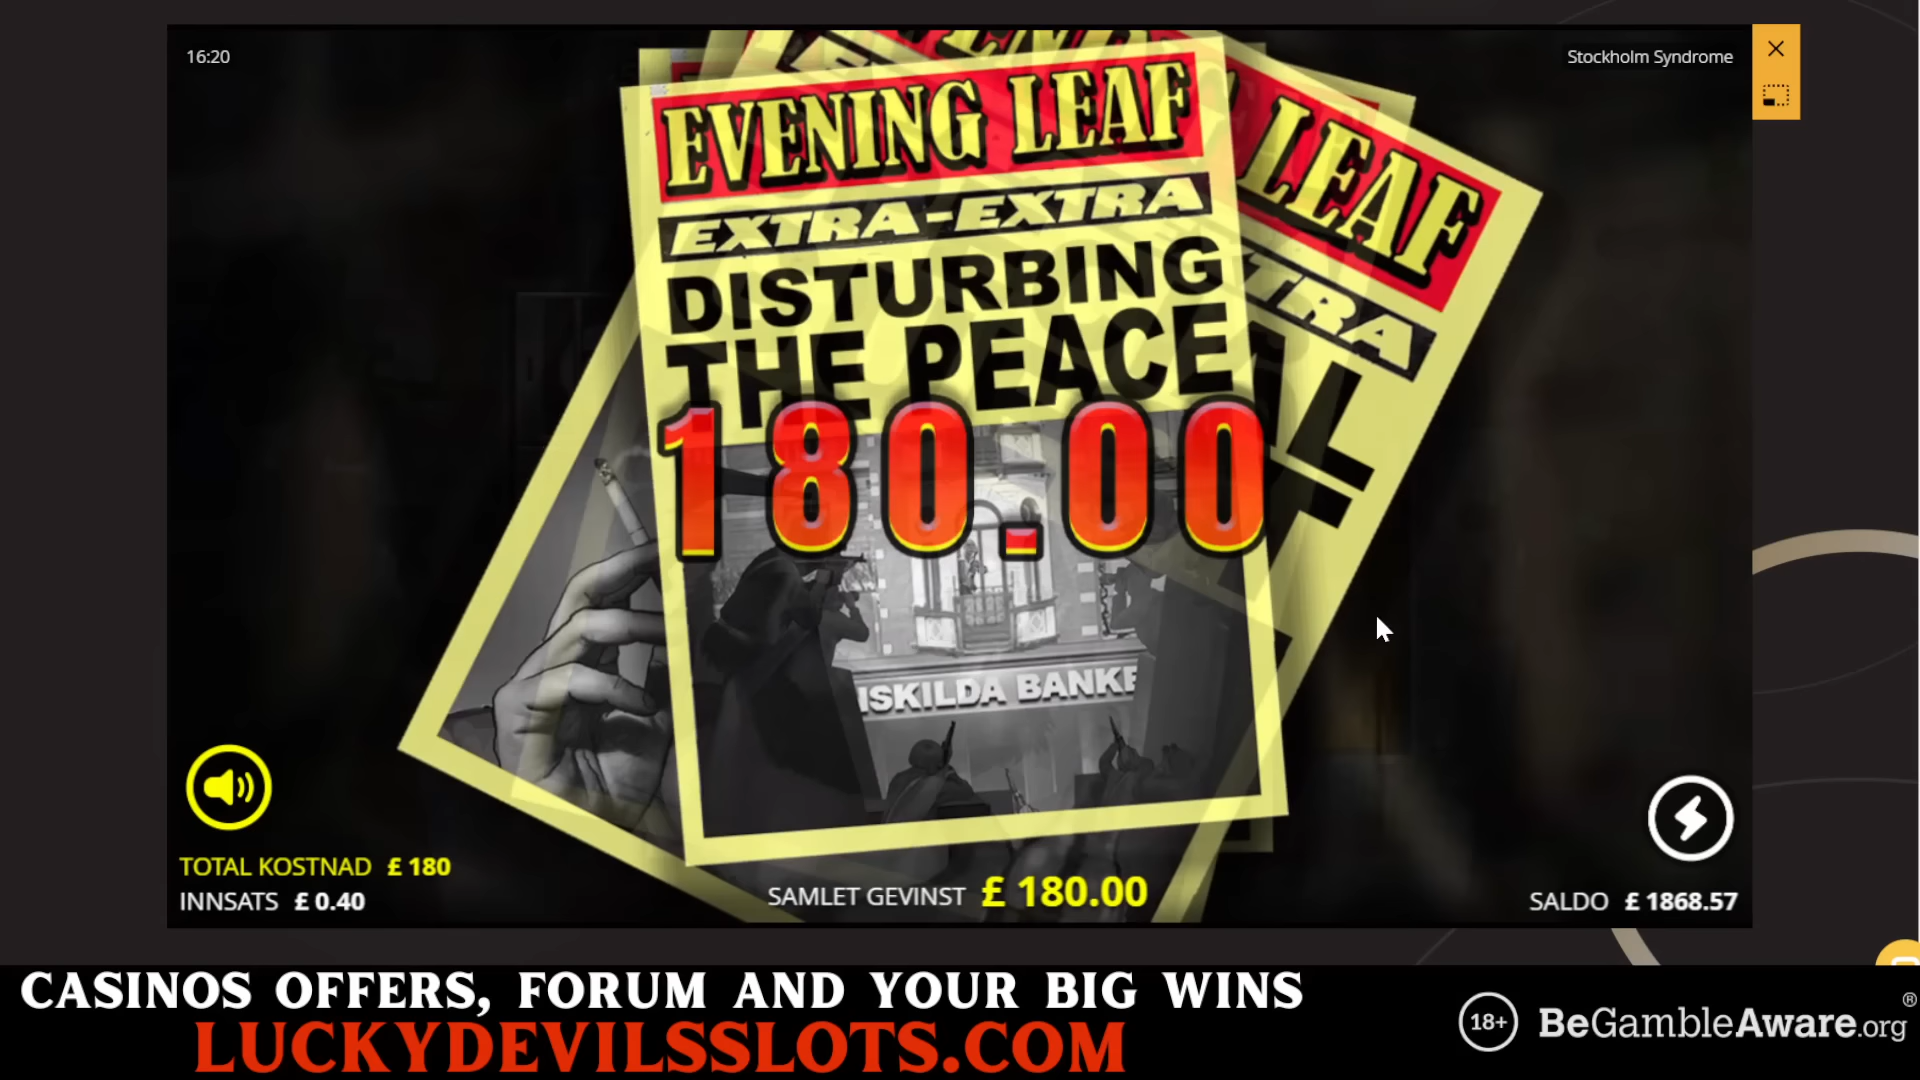 16:20
Stockholm Syndrome
EVENING LEAF
EXTRA-EXTRA
DISTURBING
THE PEACE
LEAF
TRA
180.00
ISKILDA BANKE
TOTAL KOSTNAD £ 180
INNSATS £ 0.40
SAMLET GEVINST £ 180.00
SALDO £ 1868.57
CASINOS OFFERS, FORUM AND YOUR BIG WINS
LUCKYDEVILSSLOTS.COM
18+ BeGambleAware.org®